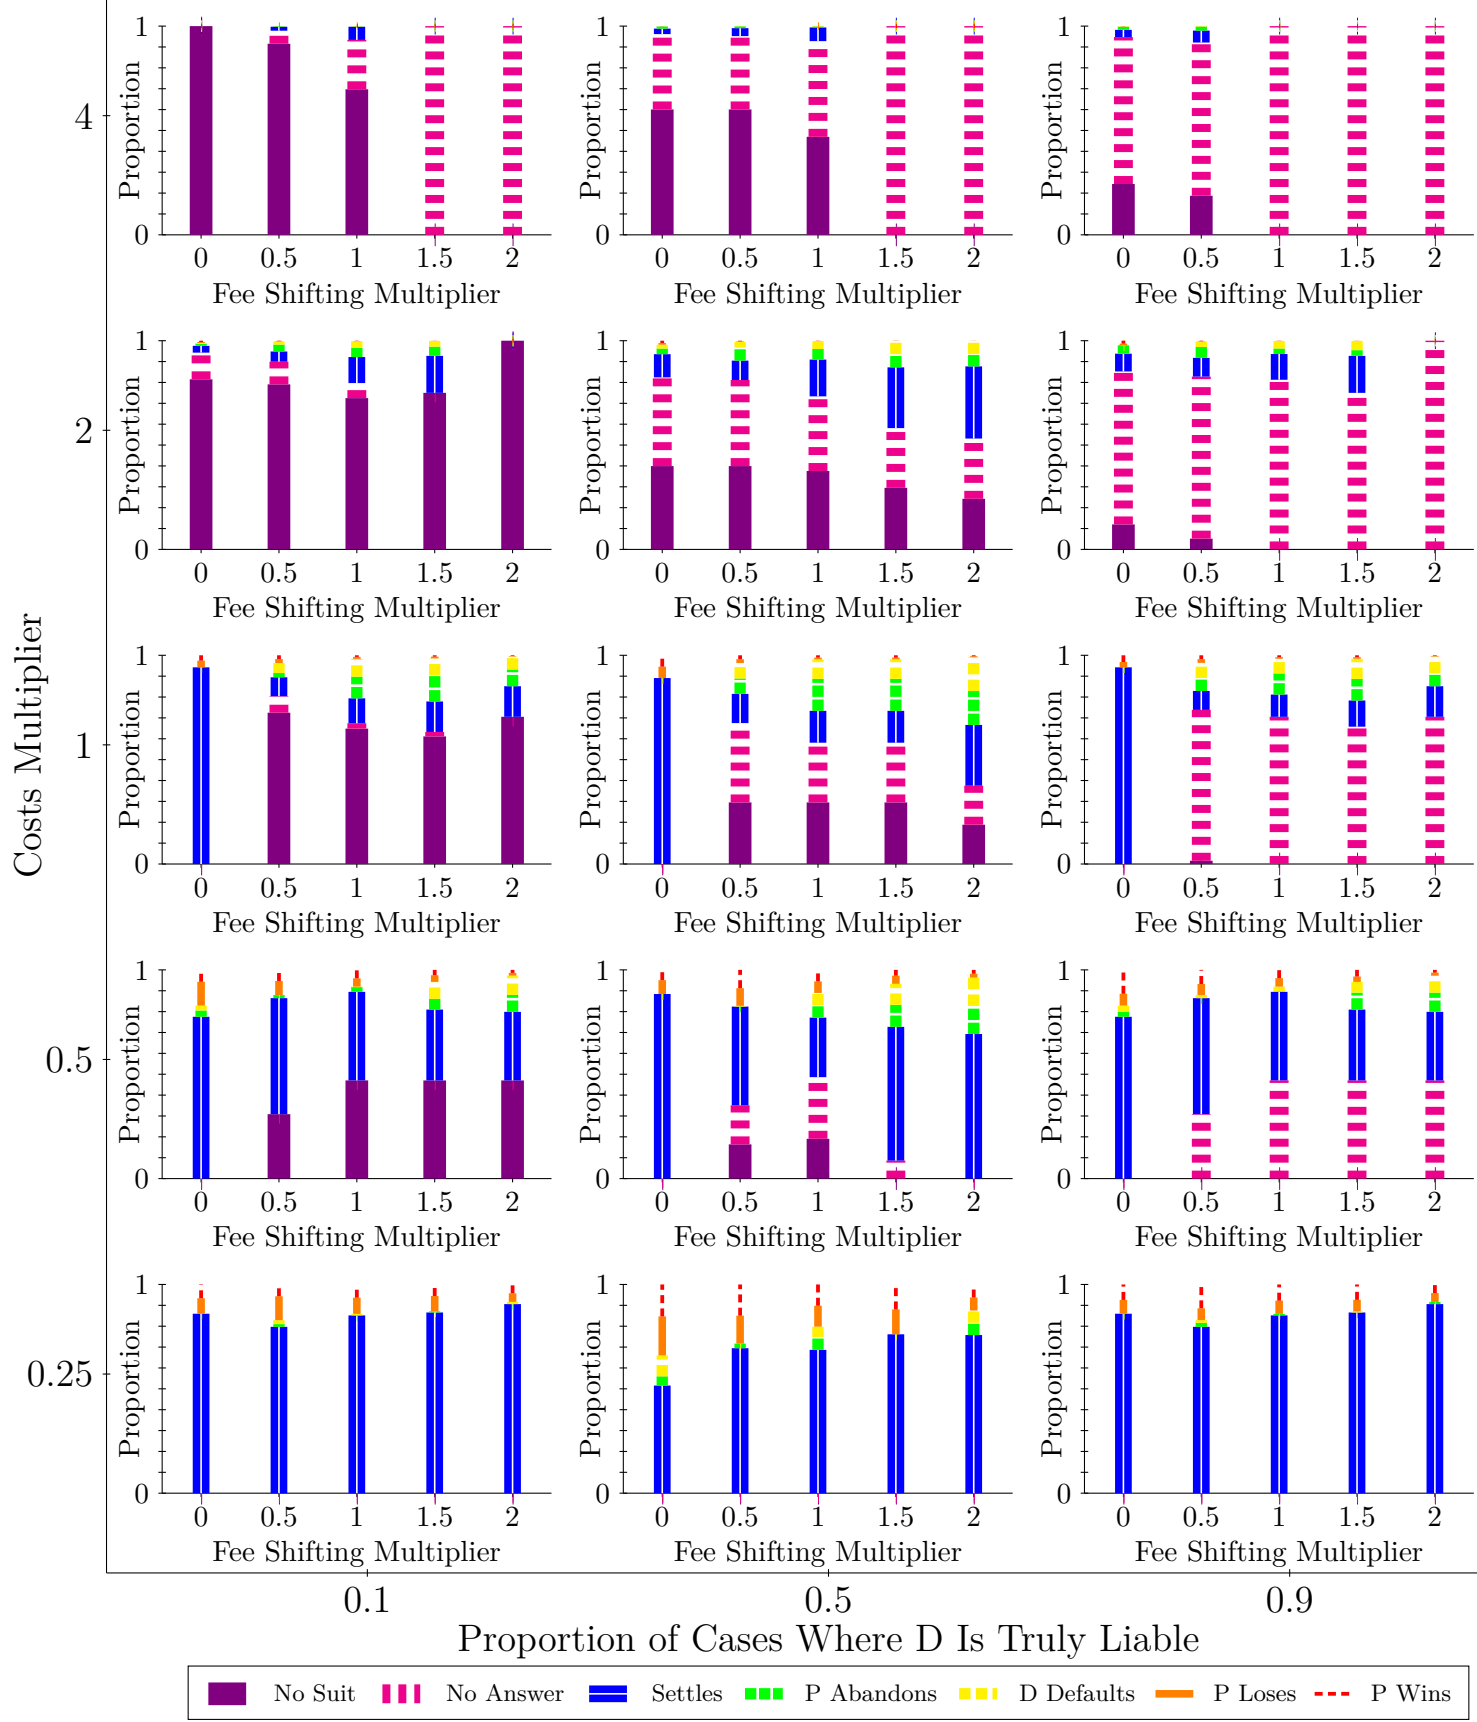 1 1 1
Proportion Proportion Proportion
4
0 0 0
0 0.5 1 1.5 2 0 0.5 1 1.5 2 0 0.5 1 1.5 2
Fee Shifting Multiplier Fee Shifting Multiplier Fee Shifting Multiplier
1 1 1
Proportion Proportion Proportion
2
0 0 0
0 0.5 1 1.5 2 0 0.5 1 1.5 2 0 0.5 1 1.5 2
Fee Shifting Multiplier Fee Shifting Multiplier Fee Shifting Multiplier
Costs Multiplier
1 1 1
Proportion Proportion Proportion
1
0 0 0
0 0.5 1 1.5 2 0 0.5 1 1.5 2 0 0.5 1 1.5 2
Fee Shifting Multiplier Fee Shifting Multiplier Fee Shifting Multiplier
1 1 1
Proportion Proportion Proportion
0.5
0 0 0
0 0.5 1 1.5 2 0 0.5 1 1.5 2 0 0.5 1 1.5 2
Fee Shifting Multiplier Fee Shifting Multiplier Fee Shifting Multiplier
1 1 1
Proportion Proportion Proportion
0.25
0 0 0
0 0.5 1 1.5 2 0 0.5 1 1.5 2 0 0.5 1 1.5 2
Fee Shifting Multiplier Fee Shifting Multiplier Fee Shifting Multiplier
0.1 0.5 0.9
Proportion of Cases Where D Is Truly Liable
No Suit No Answer Settles P Abandons D Defaults P Loses P Wins